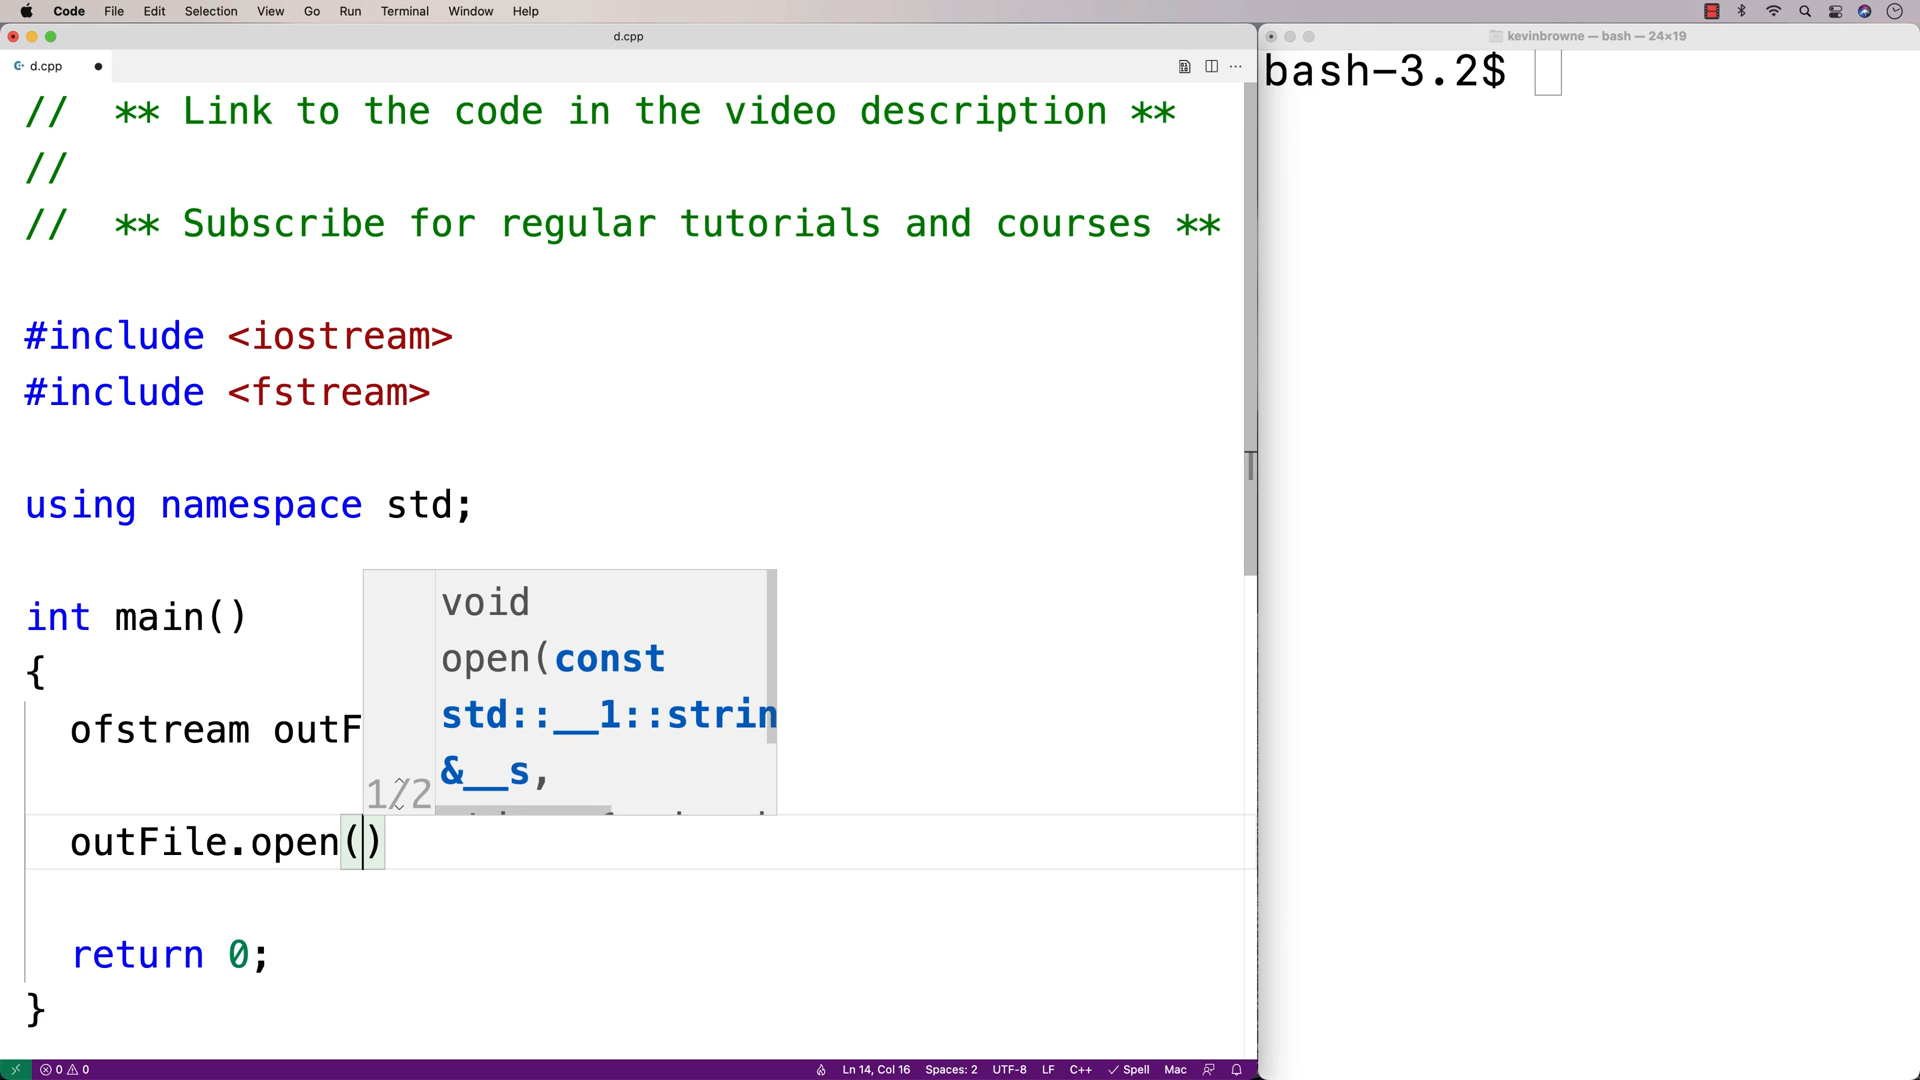 Code File Edit Selection View Go Run Terminal Window Help
d.cpp
kevinbrowne — bash — 24×19
d.cpp
bash-3.2$
// ** Link to the code in the video description **
//
// ** Subscribe for regular tutorials and courses **
#include <iostream>
#include <fstream>
using namespace std;
int main()
{
ofstream outF
void
open(const
std::__1::strin
&__s,
1/2
outFile.open()
return 0;
}
0 0 Ln 14, Col 16 Spaces: 2 UTF-8 LF C++ Spell Mac